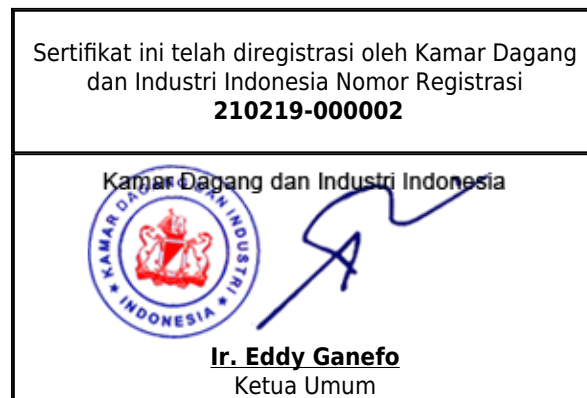 Sertifikat ini telah diregistrasi oleh Kamar Dagang
dan Industri Indonesia Nomor Registrasi
210219-000002
Kamar Dagang dan Industri Indonesia
KAMAR DAGANG DAN INDUSTRI
INDONESIA
Ir. Eddy Ganefo
Ketua Umum